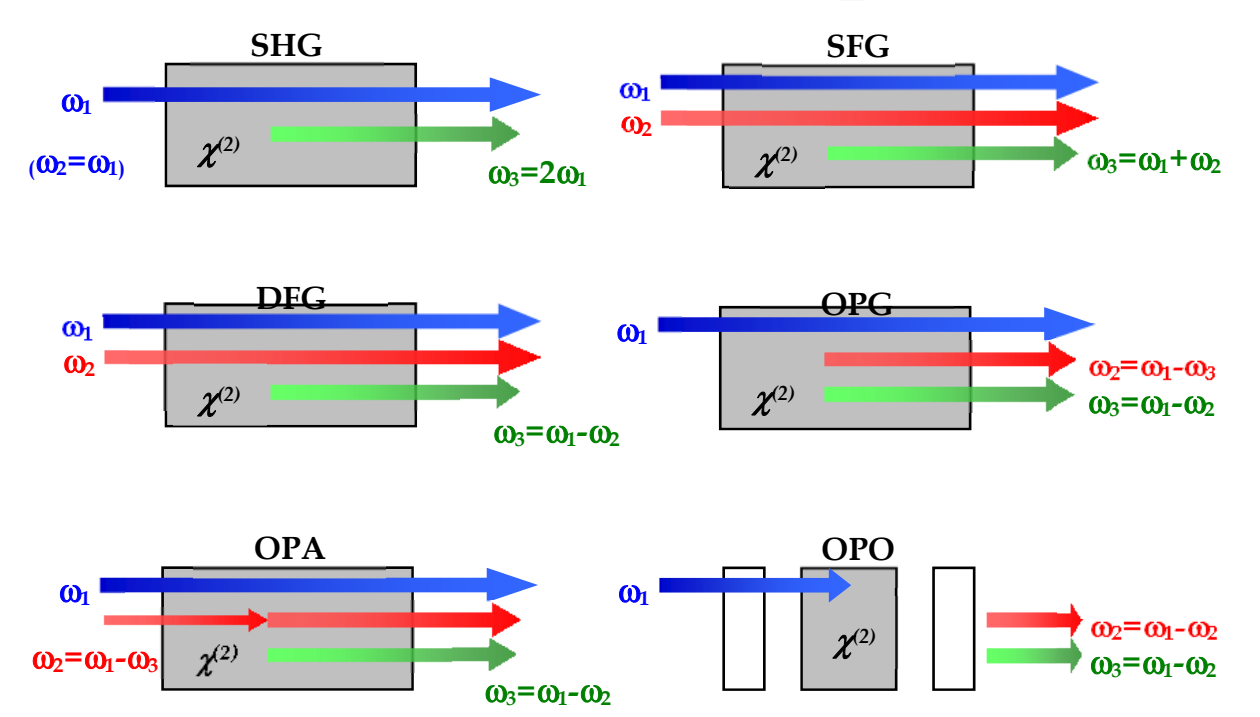 SHG
ω₁
χ⁽²⁾
(ω₂=ω₁)
ω₃=2ω₁
SFG
ω₁
ω₂
χ⁽²⁾
ω₃=ω₁+ω₂
DFG
ω₁
ω₂
χ⁽²⁾
ω₃=ω₁-ω₂
OPG
ω₁
χ⁽²⁾
ω₂=ω₁-ω₃
ω₃=ω₁-ω₂
OPA
ω₁
ω₂=ω₁-ω₃
χ⁽²⁾
ω₃=ω₁-ω₂
OPO
ω₁
χ⁽²⁾
ω₂=ω₁-ω₂
ω₃=ω₁-ω₂